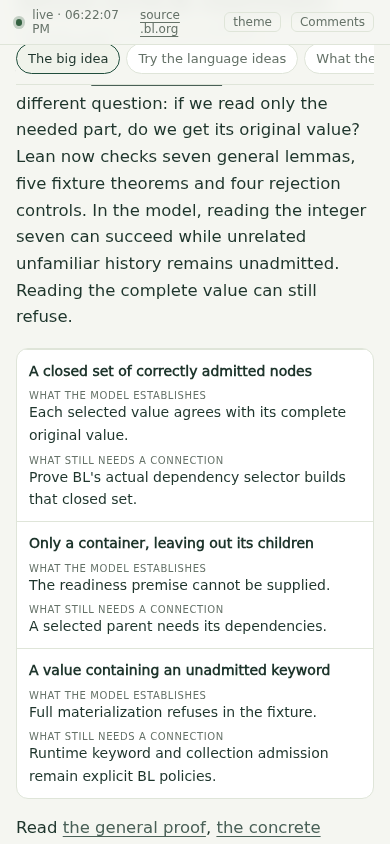 live · 06:22:07 PM
source.bl.org
theme
Comments
The big idea
Try the language ideas
What the
different question: if we read only the
needed part, do we get its original value?
Lean now checks seven general lemmas,
five fixture theorems and four rejection
controls. In the model, reading the integer
seven can succeed while unrelated
unfamiliar history remains unadmitted.
Reading the complete value can still
refuse.
A closed set of correctly admitted nodes
WHAT THE MODEL ESTABLISHES
Each selected value agrees with its complete
original value.
WHAT STILL NEEDS A CONNECTION
Prove BL's actual dependency selector builds
that closed set.
Only a container, leaving out its children
WHAT THE MODEL ESTABLISHES
The readiness premise cannot be supplied.
WHAT STILL NEEDS A CONNECTION
A selected parent needs its dependencies.
A value containing an unadmitted keyword
WHAT THE MODEL ESTABLISHES
Full materialization refuses in the fixture.
WHAT STILL NEEDS A CONNECTION
Runtime keyword and collection admission
remain explicit BL policies.
Read the general proof, the concrete